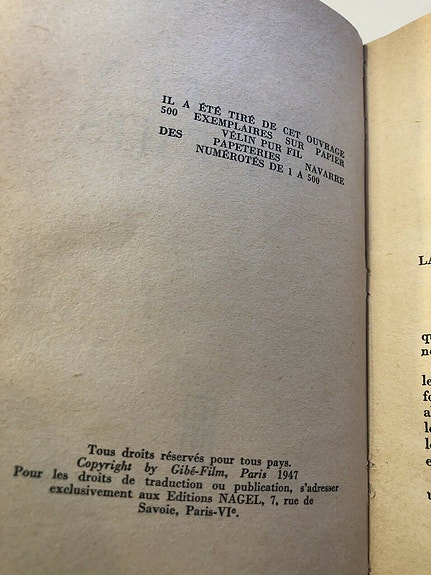 IL A ÉTÉ TIRÉ DE CET OUVRAGE
500 EXEMPLAIRES SUR PAPIER
VÉLIN PUR FIL
DES PAPETERIES NAVARRE
NUMÉROTÉS DE 1 A 500
Tous droits réservés pour tous pays.
Copyright by Gibé-Film, Paris 1947
Pour les droits de traduction ou publication, s'adresser
exclusivement aux Editions NAGEL, 7, rue de
Savoie, Paris-VIe.